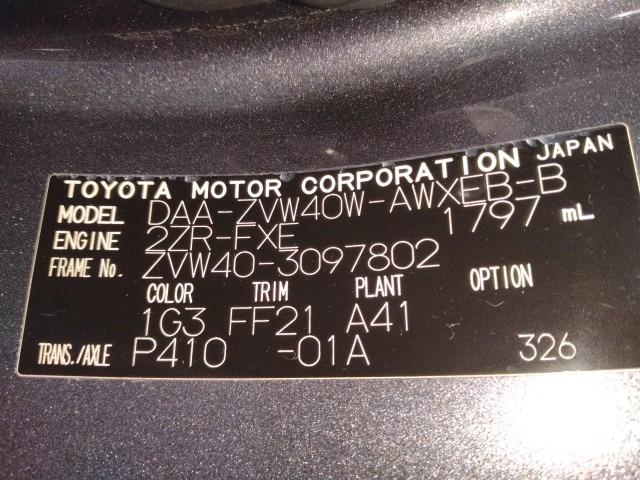 TOYOTA MOTOR CORPORATION JAPAN
MODEL DAA-ZVW40W-AWXEB-B
ENGINE 2ZR-FXE 1797 mL
FRAME No. ZVW40-3097802
COLOR TRIM PLANT OPTION
1G3 FF21 A41
TRANS./AXLE P410 -01A 326